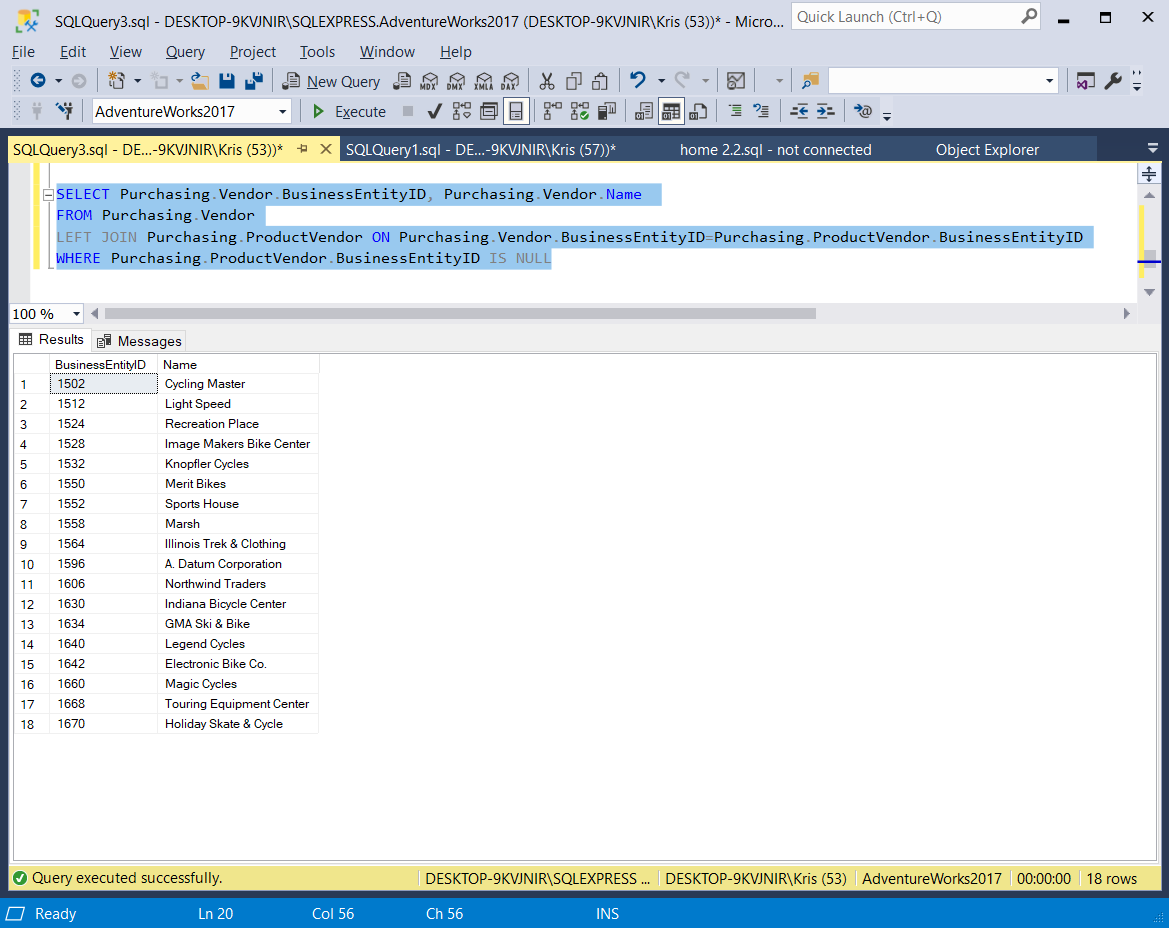 SQLQuery3.sql - DESKTOP-9KVJNIR\SQLEXPRESS.AdventureWorks2017 (DESKTOP-9KVJNIR\Kris (53))* - Micro...
Quick Launch (Ctrl+Q)
File Edit View Query Project Tools Window Help
New Query MDX DMX XMLA DAX
AdventureWorks2017 Execute
SQLQuery3.sql - DE...-9KVJNIR\Kris (53))* SQLQuery1.sql - DE...-9KVJNIR\Kris (57))* home 2.2.sql - not connected Object Explorer
SELECT Purchasing.Vendor.BusinessEntityID, Purchasing.Vendor.Name
FROM Purchasing.Vendor
LEFT JOIN Purchasing.ProductVendor ON Purchasing.Vendor.BusinessEntityID=Purchasing.ProductVendor.BusinessEntityID
WHERE Purchasing.ProductVendor.BusinessEntityID IS NULL
100 %
Results Messages
BusinessEntityID Name
1 1502 Cycling Master
2 1512 Light Speed
3 1524 Recreation Place
4 1528 Image Makers Bike Center
5 1532 Knopfler Cycles
6 1550 Merit Bikes
7 1552 Sports House
8 1558 Marsh
9 1564 Illinois Trek & Clothing
10 1596 A. Datum Corporation
11 1606 Northwind Traders
12 1630 Indiana Bicycle Center
13 1634 GMA Ski & Bike
14 1640 Legend Cycles
15 1642 Electronic Bike Co.
16 1660 Magic Cycles
17 1668 Touring Equipment Center
18 1670 Holiday Skate & Cycle
Query executed successfully. DESKTOP-9KVJNIR\SQLEXPRESS ... DESKTOP-9KVJNIR\Kris (53) AdventureWorks2017 00:00:00 18 rows
Ready Ln 20 Col 56 Ch 56 INS